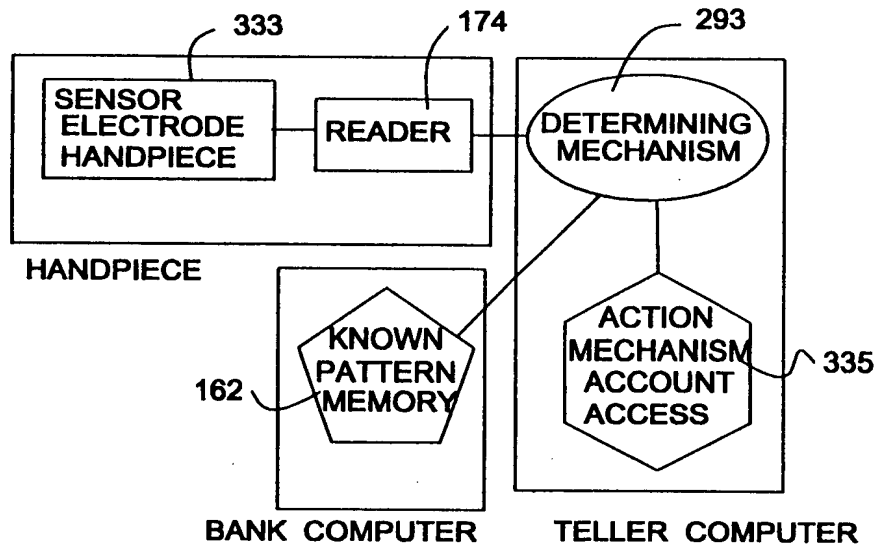 333
174
293
SENSOR
ELECTRODE
HANDPIECE
READER
DETERMINING
MECHANISM
HANDPIECE
KNOWN
PATTERN
MEMORY
162
ACTION
MECHANISM
ACCOUNT
ACCESS
335
BANK COMPUTER
TELLER COMPUTER